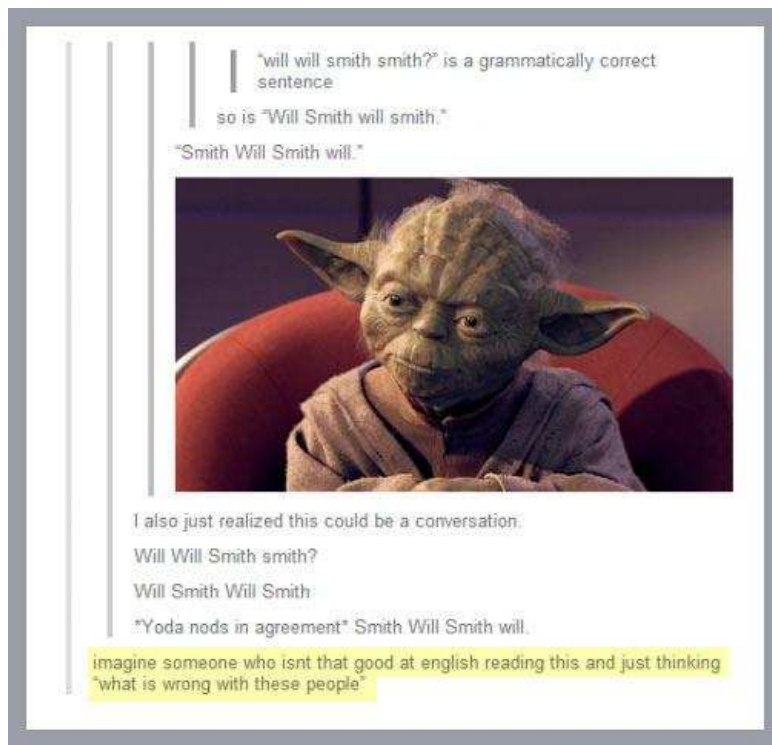 "will will smith smith?" is a grammatically correct
sentence
so is "Will Smith will smith."
"Smith Will Smith will."
I also just realized this could be a conversation.
Will Will Smith smith?
Will Smith Will Smith
*Yoda nods in agreement* Smith Will Smith will.
imagine someone who isnt that good at english reading this and just thinking
"what is wrong with these people"